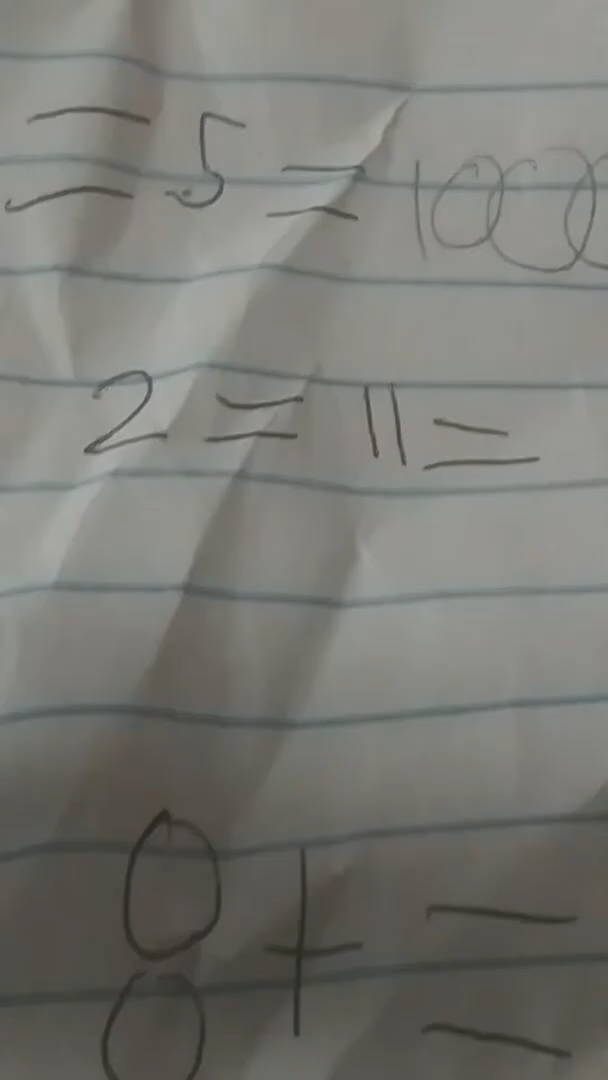 = 5 = 1000
2 = 11 =
8 + =